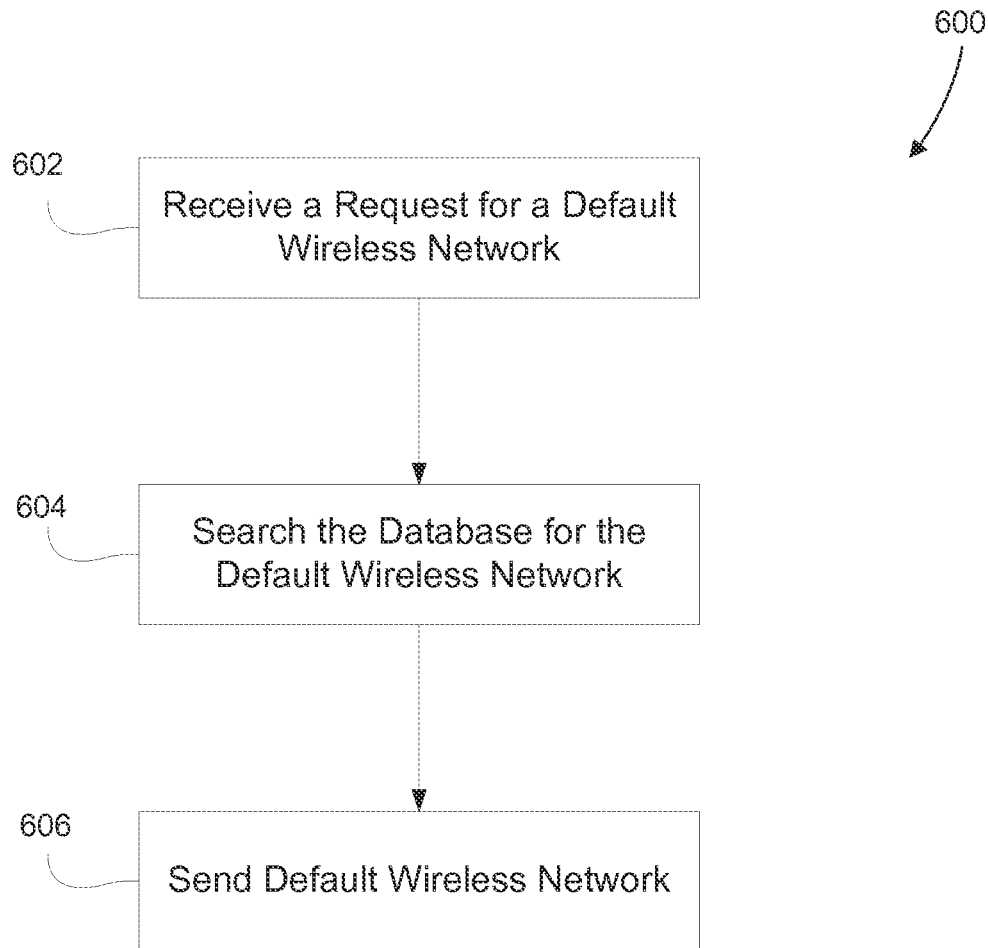 600
602
Receive a Request for a Default
Wireless Network
604
Search the Database for the
Default Wireless Network
606
Send Default Wireless Network